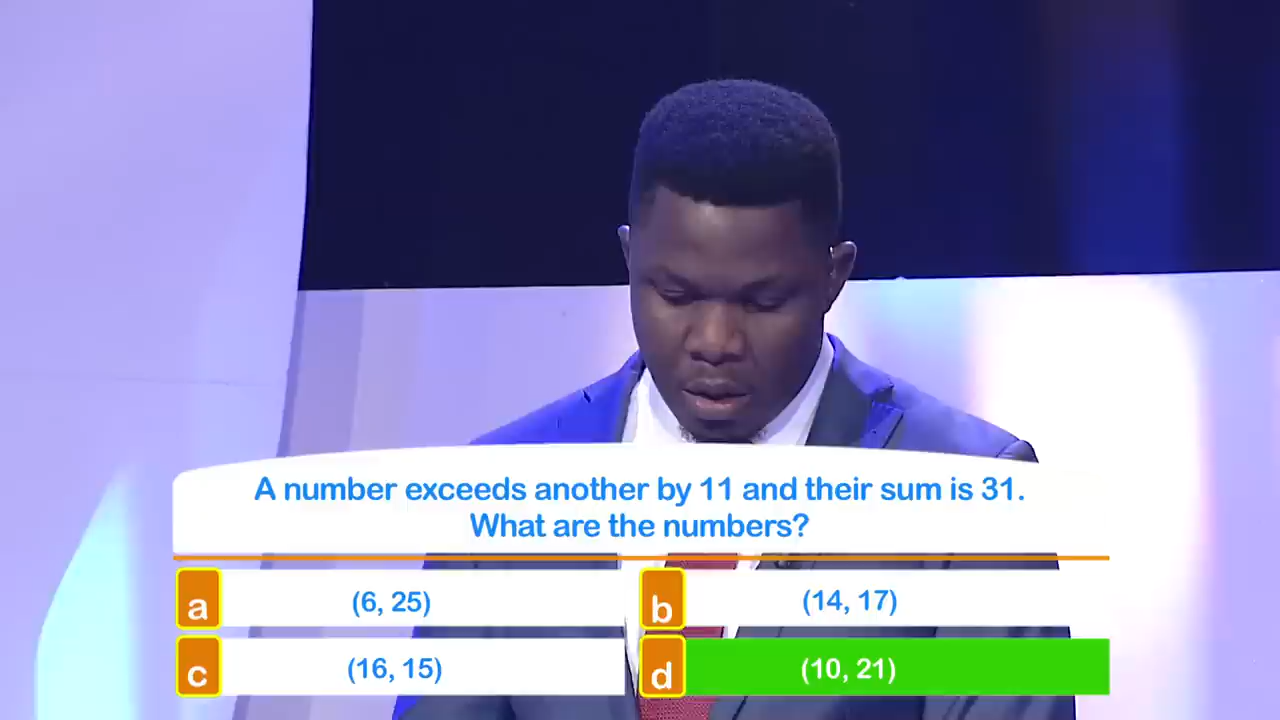 A number exceeds another by 11 and their sum is 31.
What are the numbers?
a (6, 25)
b (14, 17)
c (16, 15)
d (10, 21)